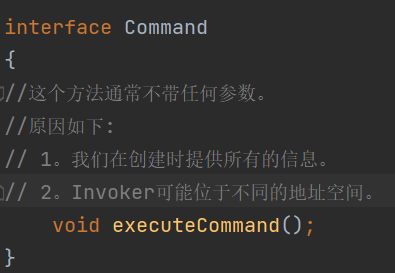 interface Command
{
//这个方法通常不带任何参数。
//原因如下:
// 1。我们在创建时提供所有的信息。
// 2。Invoker可能位于不同的地址空间。
void executeCommand();
}